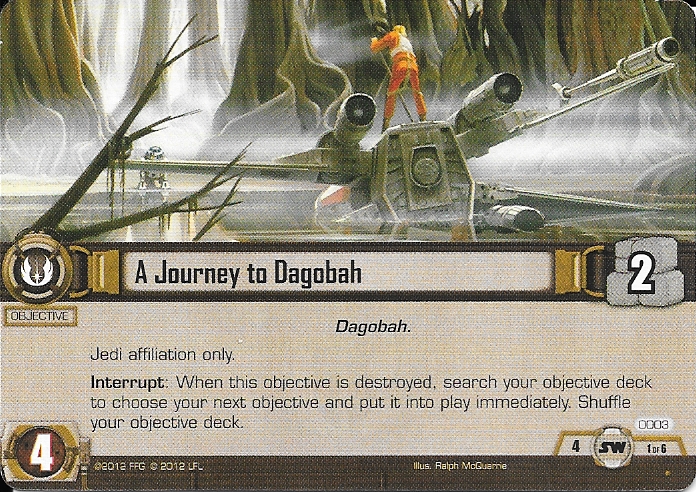 A Journey to Dagobah
2
OBJECTIVE
Dagobah.
Jedi affiliation only.
Interrupt: When this objective is destroyed, search your objective deck
to choose your next objective and put it into play immediately. Shuffle
your objective deck.
0003
4
4 SW 1 OF 6
©2012 FFG © 2012 LFL
Illus. Ralph McQuarrie